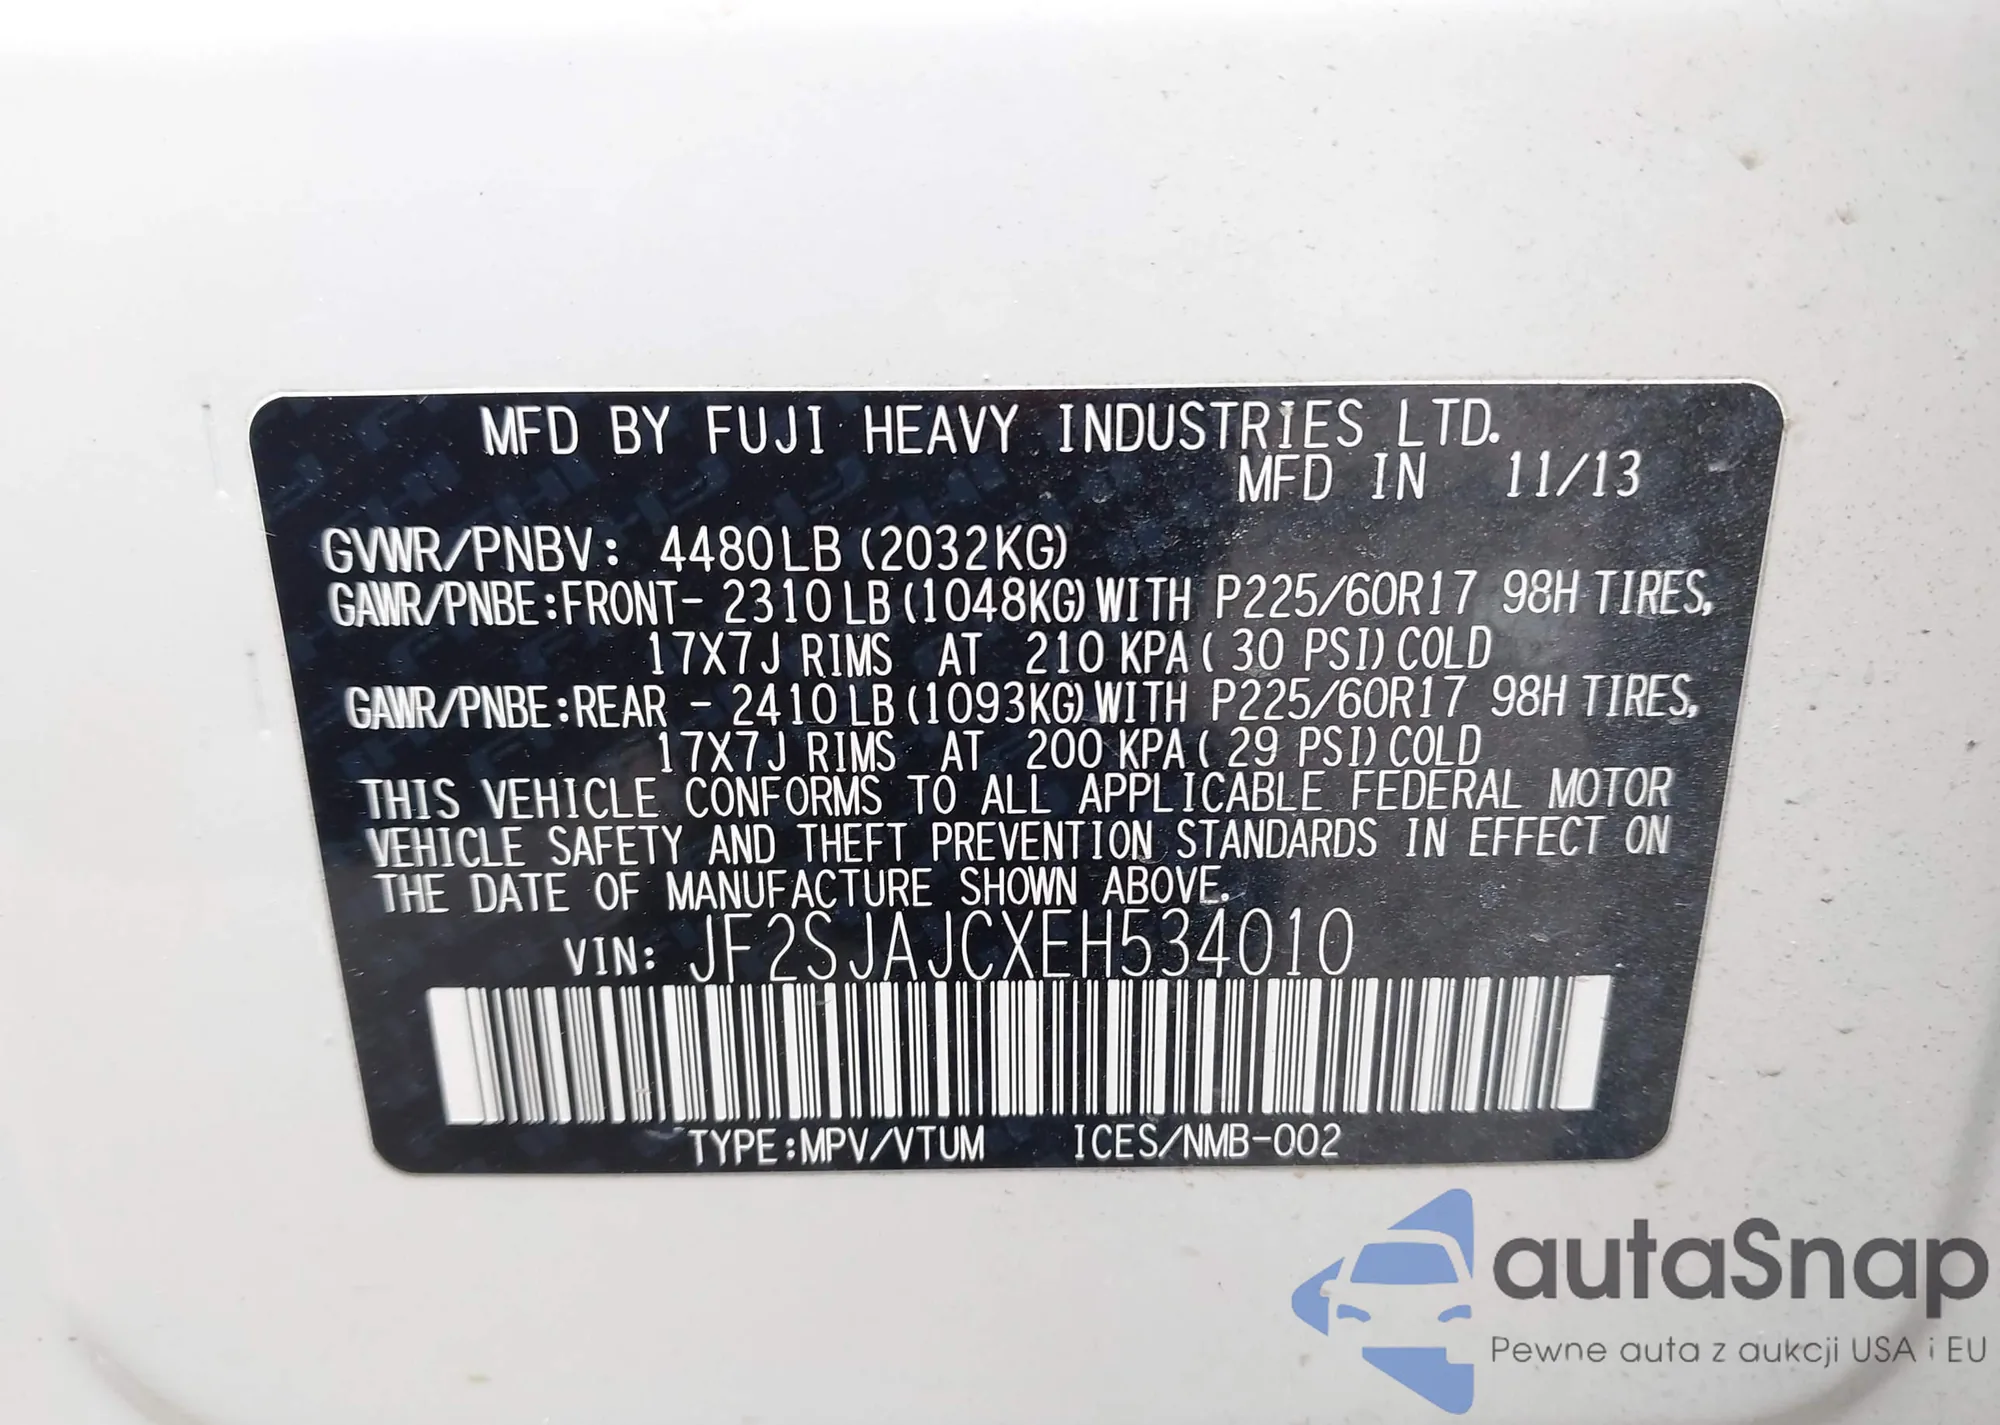 MFD BY FUJI HEAVY INDUSTRIES LTD.
MFD IN 11/13
GVWR/PNBV: 4480LB (2032KG)
GAWR/PNBE:FRONT- 2310LB(1048KG)WITH P225/60R17 98H TIRES,
17X7J RIMS AT 210 KPA( 30 PSI)COLD
GAWR/PNBE:REAR - 2410LB(1093KG)WITH P225/60R17 98H TIRES,
17X7J RIMS AT 200 KPA( 29 PSI)COLD
THIS VEHICLE CONFORMS TO ALL APPLICABLE FEDERAL MOTOR
VEHICLE SAFETY AND THEFT PREVENTION STANDARDS IN EFFECT ON
THE DATE OF MANUFACTURE SHOWN ABOVE.
VIN: JF2SJAJCXEH534010
TYPE:MPV/VTUM ICES/NMB-002
autaSnap
Pewne auta z aukcji USA i EU